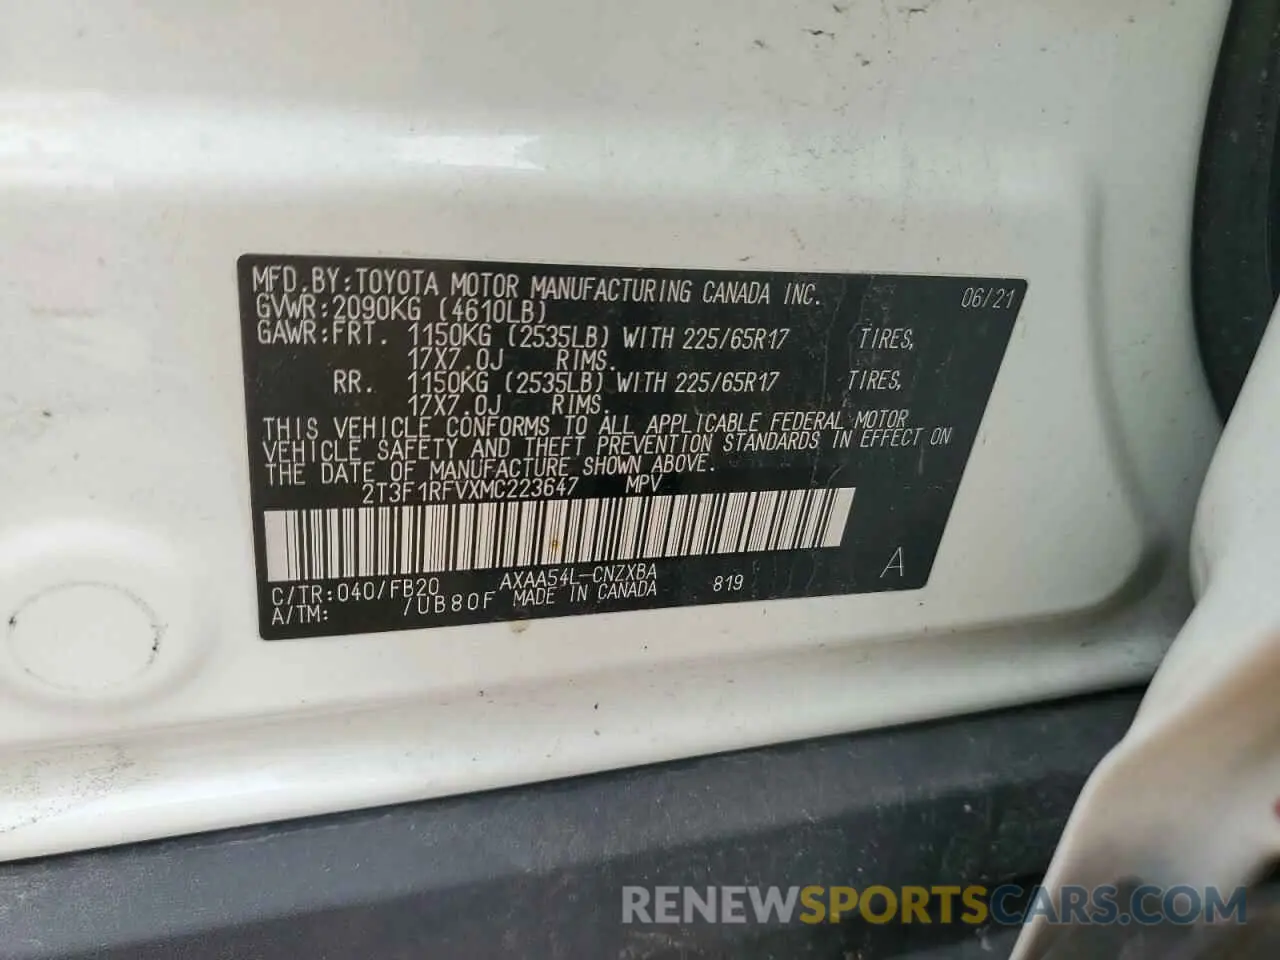 MFD.BY:TOYOTA MOTOR MANUFACTURING CANADA INC. 06/21
GVWR:2090KG (4610LB)
GAWR:FRT. 1150KG (2535LB) WITH 225/65R17 TIRES,
17X7.0J RIMS.
RR. 1150KG (2535LB) WITH 225/65R17 TIRES,
17X7.0J RIMS.
THIS VEHICLE CONFORMS TO ALL APPLICABLE FEDERAL MOTOR
VEHICLE SAFETY AND THEFT PREVENTION STANDARDS IN EFFECT ON
THE DATE OF MANUFACTURE SHOWN ABOVE.
2T3F1RFVXMC223647 MPV
C/TR:040/FB20 AXAA54L-CNZXBA 819 A
A/TM: /UB80F MADE IN CANADA
RENEWSPORTSCARS.COM